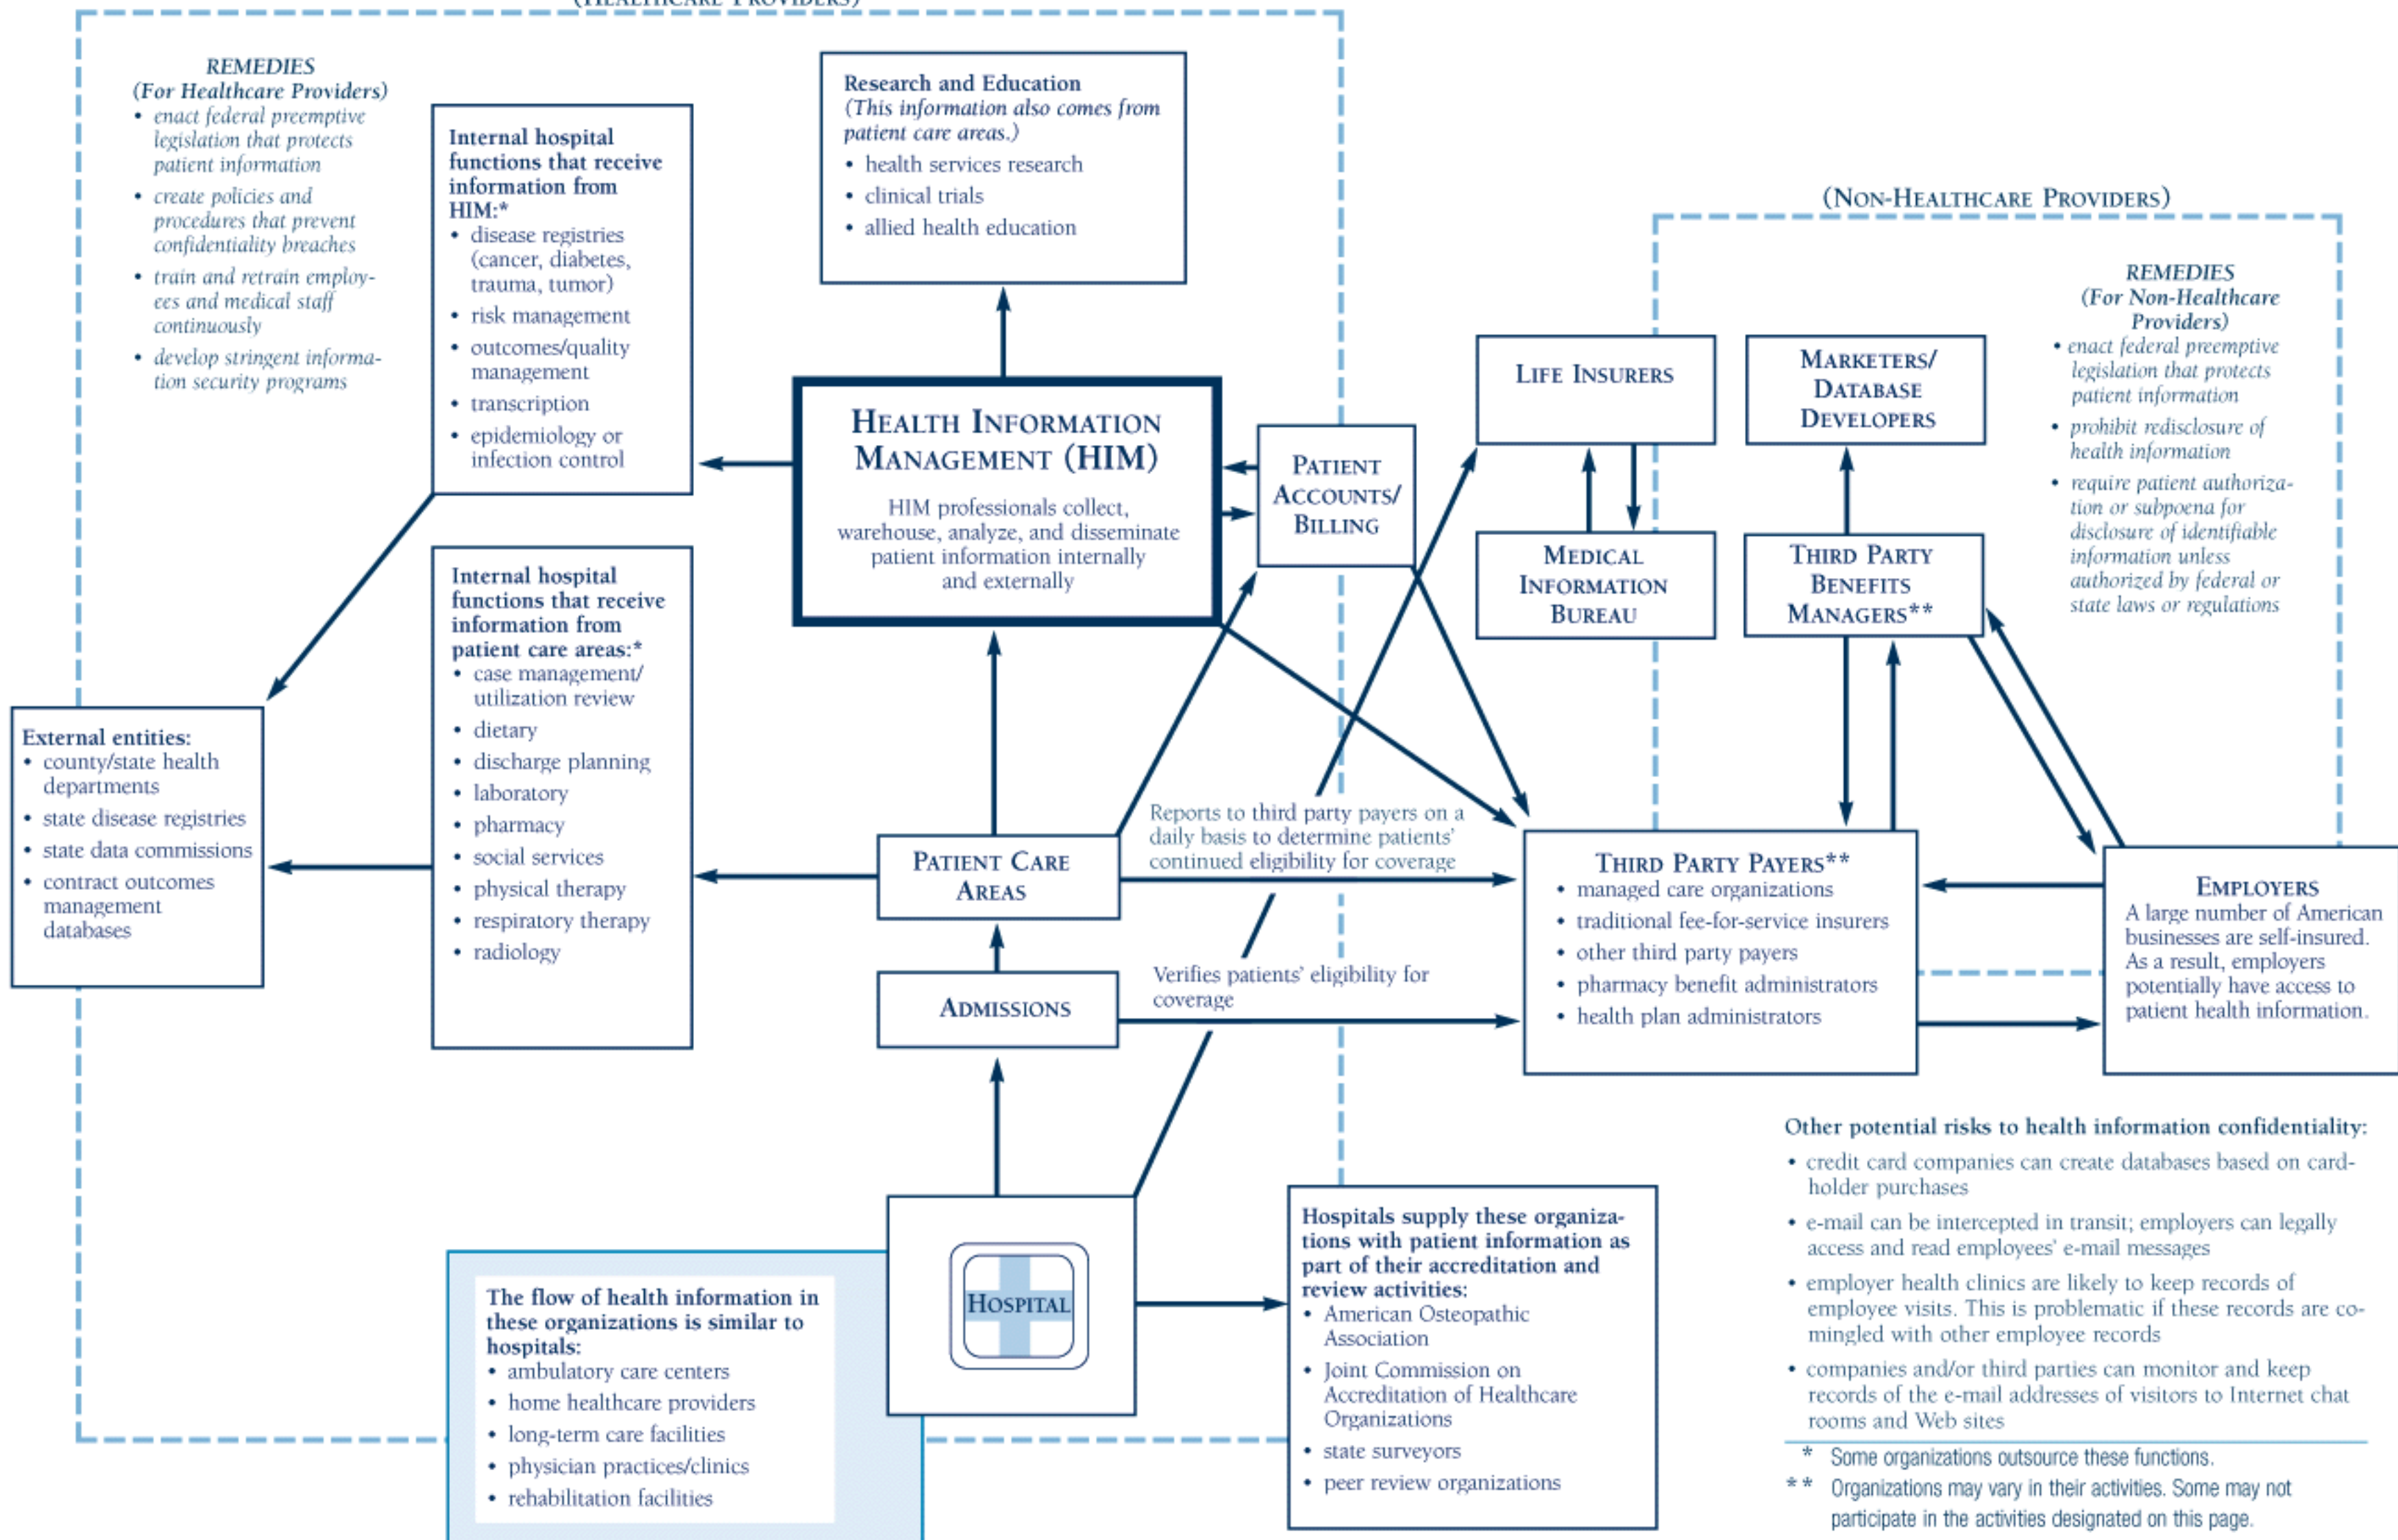 (HEALTHCARE PROVIDERS)
REMEDIES
(For Healthcare Providers)
• enact federal preemptive
legislation that protects
patient information
• create policies and
procedures that prevent
confidentiality breaches
• train and retrain employ-
ees and medical staff
continuously
• develop stringent informa-
tion security programs
Internal hospital
functions that receive
information from
HIM:*
• disease registries
(cancer, diabetes,
trauma, tumor)
• risk management
• outcomes/quality
management
• transcription
• epidemiology or
infection control
Research and Education
(This information also comes from
patient care areas.)
• health services research
• clinical trials
• allied health education
HEALTH INFORMATION
MANAGEMENT (HIM)
HIM professionals collect,
warehouse, analyze, and disseminate
patient information internally
and externally
PATIENT
ACCOUNTS/
BILLING
(NON-HEALTHCARE PROVIDERS)
LIFE INSURERS
MARKETERS/
DATABASE
DEVELOPERS
REMEDIES
(For Non-Healthcare
Providers)
• enact federal preemptive
legislation that protects
patient information
• prohibit redisclosure of
health information
• require patient authoriza-
tion or subpoena for
disclosure of identifiable
information unless
authorized by federal or
state laws or regulations
MEDICAL
INFORMATION
BUREAU
THIRD PARTY
BENEFITS
MANAGERS**
External entities:
• county/state health
departments
• state disease registries
• state data commissions
• contract outcomes
management
databases
Internal hospital
functions that receive
information from
patient care areas:*
• case management/
utilization review
• dietary
• discharge planning
• laboratory
• pharmacy
• social services
• physical therapy
• respiratory therapy
• radiology
PATIENT CARE
AREAS
Reports to third party payers on a
daily basis to determine patients'
continued eligibility for coverage
ADMISSIONS
Verifies patients' eligibility for
coverage
THIRD PARTY PAYERS**
• managed care organizations
• traditional fee-for-service insurers
• other third party payers
• pharmacy benefit administrators
• health plan administrators
EMPLOYERS
A large number of American
businesses are self-insured.
As a result, employers
potentially have access to
patient health information.
HOSPITAL
The flow of health information in
these organizations is similar to
hospitals:
• ambulatory care centers
• home healthcare providers
• long-term care facilities
• physician practices/clinics
• rehabilitation facilities
Hospitals supply these organiza-
tions with patient information as
part of their accreditation and
review activities:
• American Osteopathic
Association
• Joint Commission on
Accreditation of Healthcare
Organizations
• state surveyors
• peer review organizations
Other potential risks to health information confidentiality:
• credit card companies can create databases based on card-
holder purchases
• e-mail can be intercepted in transit; employers can legally
access and read employees' e-mail messages
• employer health clinics are likely to keep records of
employee visits. This is problematic if these records are co-
mingled with other employee records
• companies and/or third parties can monitor and keep
records of the e-mail addresses of visitors to Internet chat
rooms and Web sites
* Some organizations outsource these functions.
** Organizations may vary in their activities. Some may not
participate in the activities designated on this page.